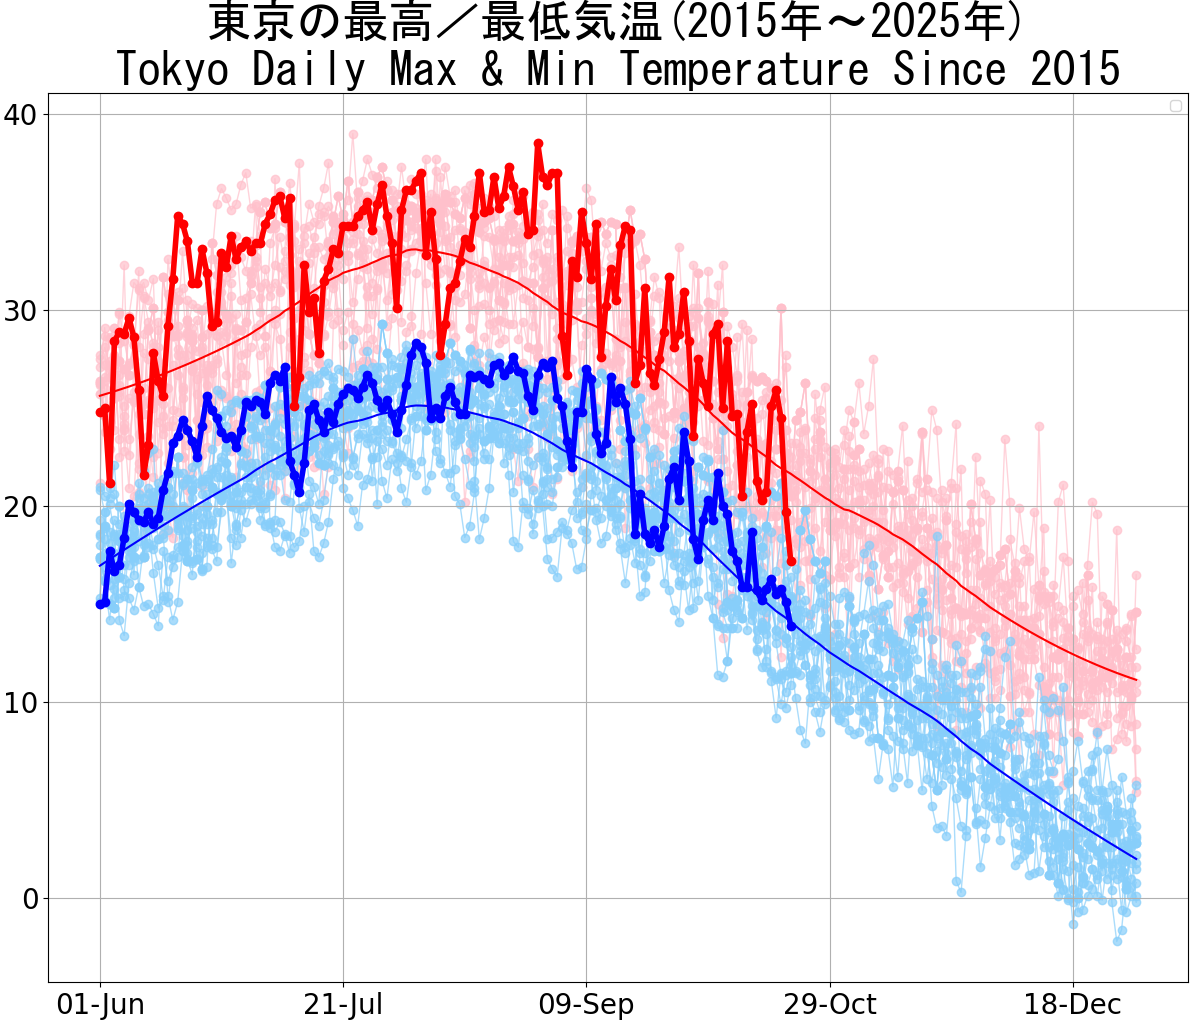 東京の最高／最低気温(2015年～2025年)
Tokyo Daily Max & Min Temperature Since 2015
40
30
20
10
0
01-Jun 21-Jul 09-Sep 29-Oct 18-Dec